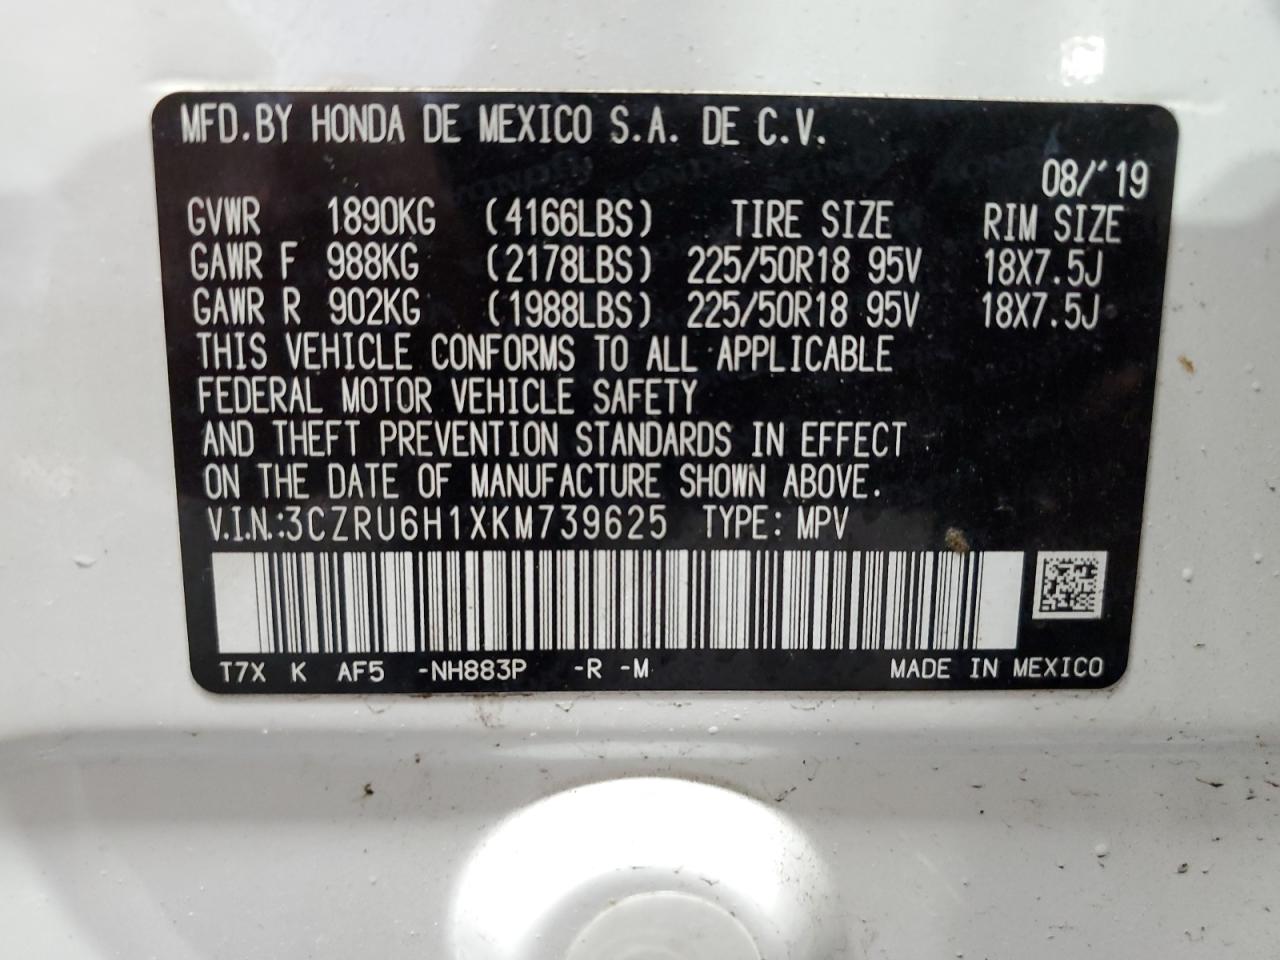 MFD.BY HONDA DE MEXICO S.A. DE C.V.
08/'19
GVWR 1890KG (4166LBS) TIRE SIZE RIM SIZE
GAWR F 988KG (2178LBS) 225/50R18 95V 18X7.5J
GAWR R 902KG (1988LBS) 225/50R18 95V 18X7.5J
THIS VEHICLE CONFORMS TO ALL APPLICABLE
FEDERAL MOTOR VEHICLE SAFETY
AND THEFT PREVENTION STANDARDS IN EFFECT
ON THE DATE OF MANUFACTURE SHOWN ABOVE.
V.I.N.:3CZRU6H1XKM739625 TYPE: MPV
T7X K AF5 -NH883P -R -M MADE IN MEXICO